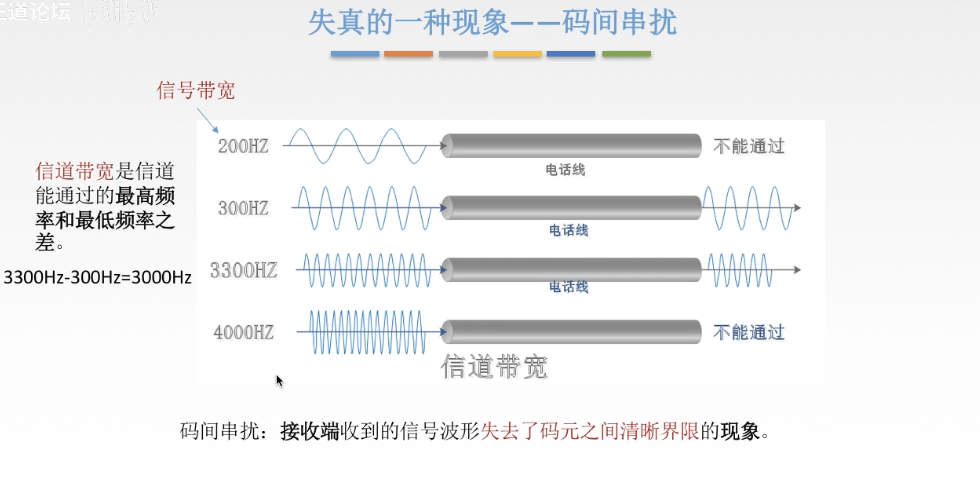 王道论坛
失真的一种现象——码间串扰
信号带宽
200HZ
不能通过
电话线
信道带宽是信道
能通过的最高频
率和最低频率之
差。
3300Hz-300Hz=3000Hz
300HZ
电话线
3300HZ
电话线
4000HZ
不能通过
信道带宽
码间串扰：接收端收到的信号波形失去了码元之间清晰界限的现象。